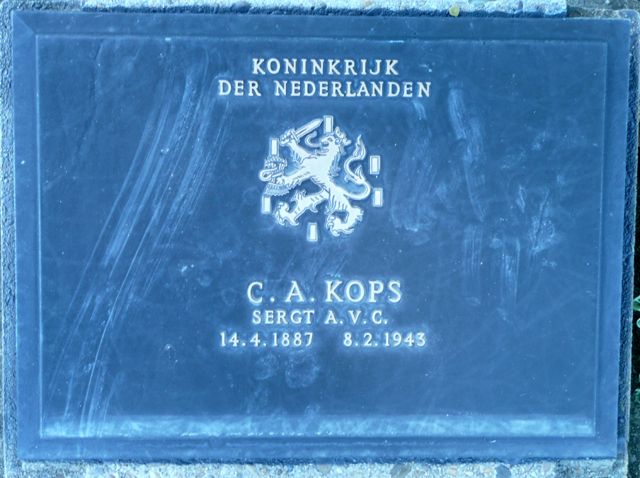 KONINKRIJK
DER NEDERLANDEN
C. A. KOPS
SERGT A.V.C.
14.4.1887 8.2.1943